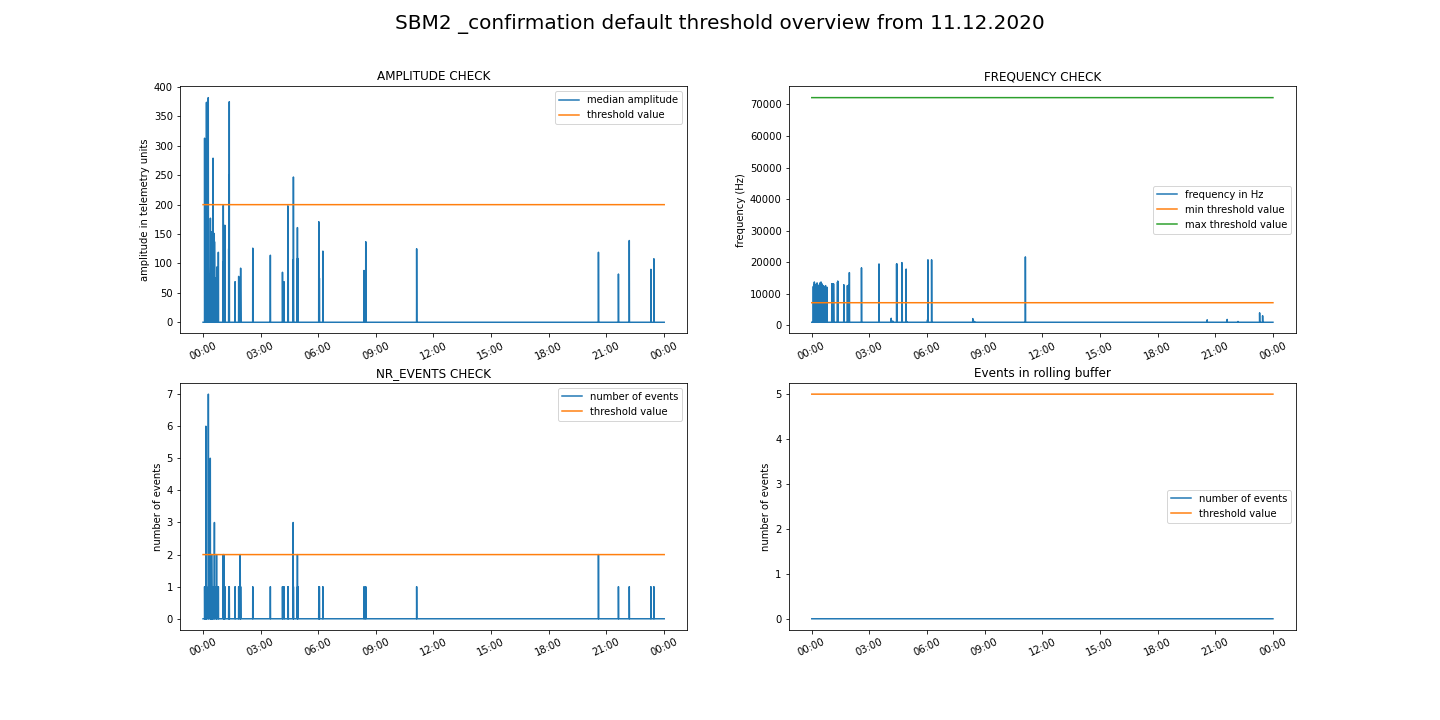 SBM2 _confirmation default threshold overview from 11.12.2020
AMPLITUDE CHECK
amplitude in telemetry units
400
350
300
250
200
150
100
50
0
median amplitude
threshold value
00:00 03:00 06:00 09:00 12:00 15:00 18:00 21:00 00:00
FREQUENCY CHECK
frequency (Hz)
70000
60000
50000
40000
30000
20000
10000
0
frequency in Hz
min threshold value
max threshold value
00:00 03:00 06:00 09:00 12:00 15:00 18:00 21:00 00:00
NR_EVENTS CHECK
number of events
7
6
5
4
3
2
1
0
number of events
threshold value
00:00 03:00 06:00 09:00 12:00 15:00 18:00 21:00 00:00
Events in rolling buffer
number of events
5
4
3
2
1
0
number of events
threshold value
00:00 03:00 06:00 09:00 12:00 15:00 18:00 21:00 00:00